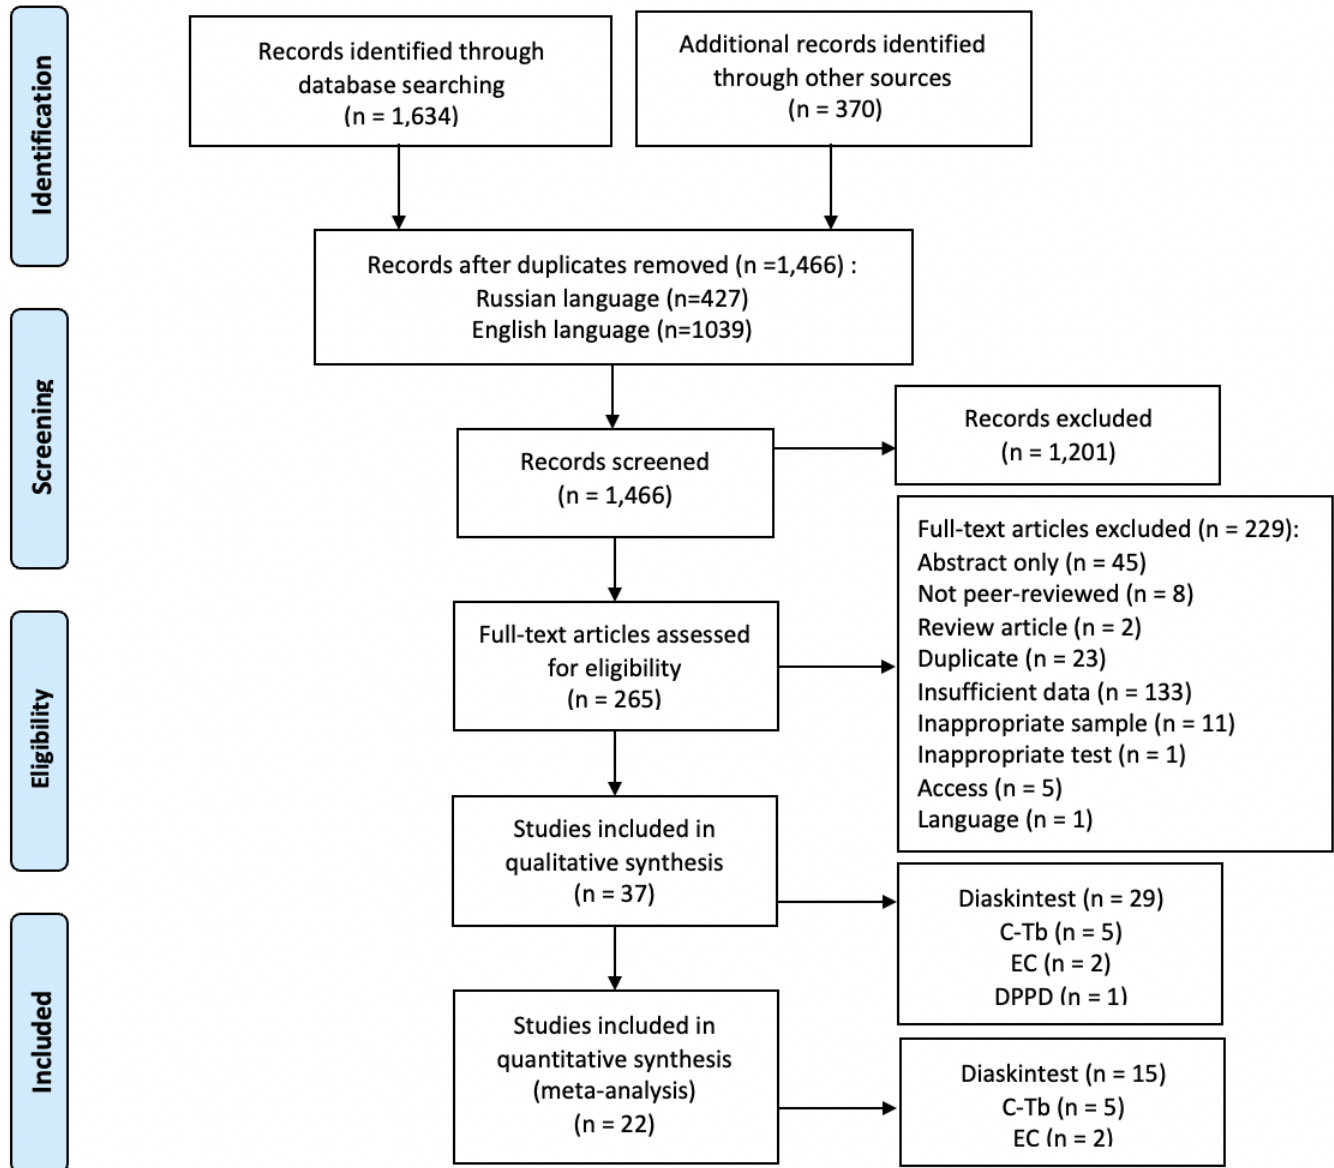 Identification
Records identified through
database searching
(n = 1,634)
Additional records identified
through other sources
(n = 370)
Records after duplicates removed (n =1,466) :
Russian language (n=427)
English language (n=1039)
Screening
Records screened
(n = 1,466)
Records excluded
(n = 1,201)
Eligibility
Full-text articles assessed
for eligibility
(n = 265)
Full-text articles excluded (n = 229):
Abstract only (n = 45)
Not peer-reviewed (n = 8)
Review article (n = 2)
Duplicate (n = 23)
Insufficient data (n = 133)
Inappropriate sample (n = 11)
Inappropriate test (n = 1)
Access (n = 5)
Language (n = 1)
Studies included in
qualitative synthesis
(n = 37)
Diaskintest (n = 29)
C-Tb (n = 5)
EC (n = 2)
DPPD (n = 1)
Included
Studies included in
quantitative synthesis
(meta-analysis)
(n = 22)
Diaskintest (n = 15)
C-Tb (n = 5)
EC (n = 2)